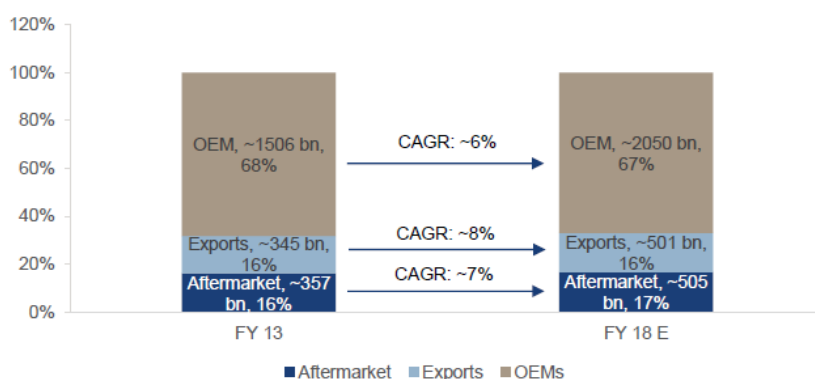 120%
100%
80%
60%
40%
20%
0%
OEM, ~1506 bn,
68%
Exports, ~345 bn,
16%
Aftermarket, ~357
bn, 16%
CAGR: ~6%
CAGR: ~8%
CAGR: ~7%
OEM, ~2050 bn,
67%
Exports, ~501 bn,
16%
Aftermarket, ~505
bn, 17%
FY 13
FY 18 E
Aftermarket Exports OEMs